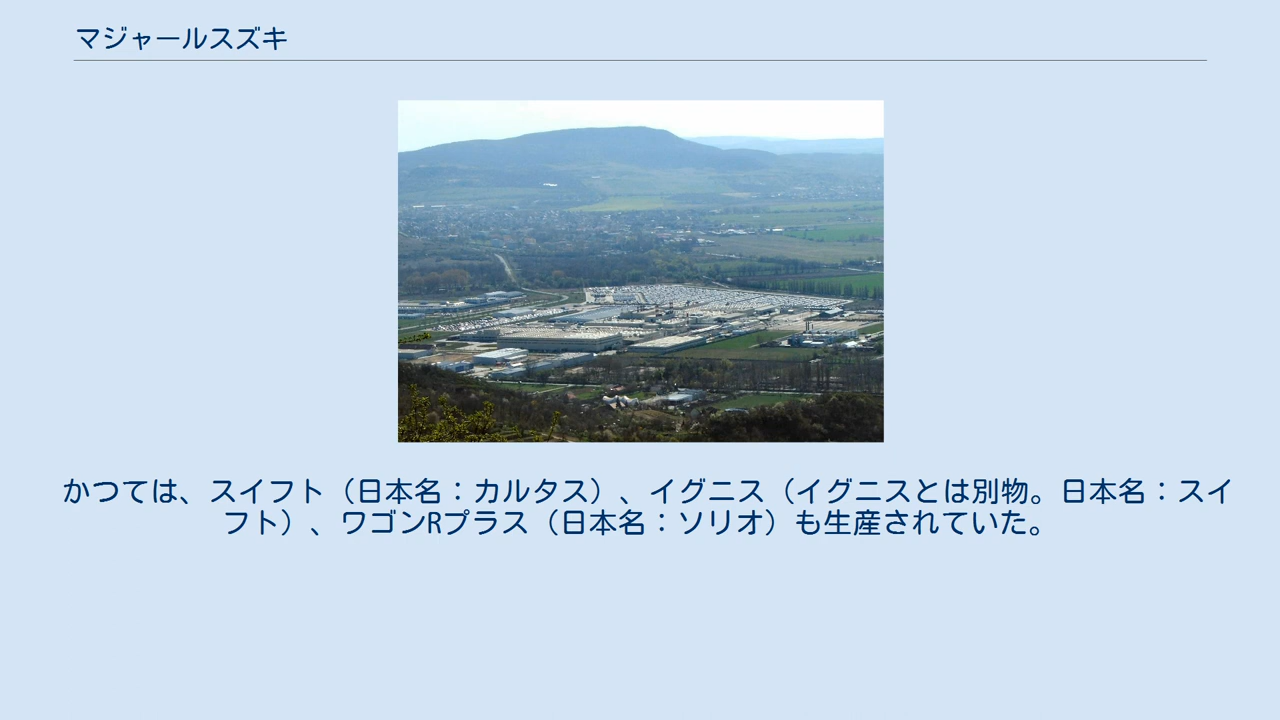 マジャールスズキ
かつては、スイフト（日本名：カルタス）、イグニス（イグニスとは別物。日本名：スイ
フト）、ワゴンRプラス（日本名：ソリオ）も生産されていた。